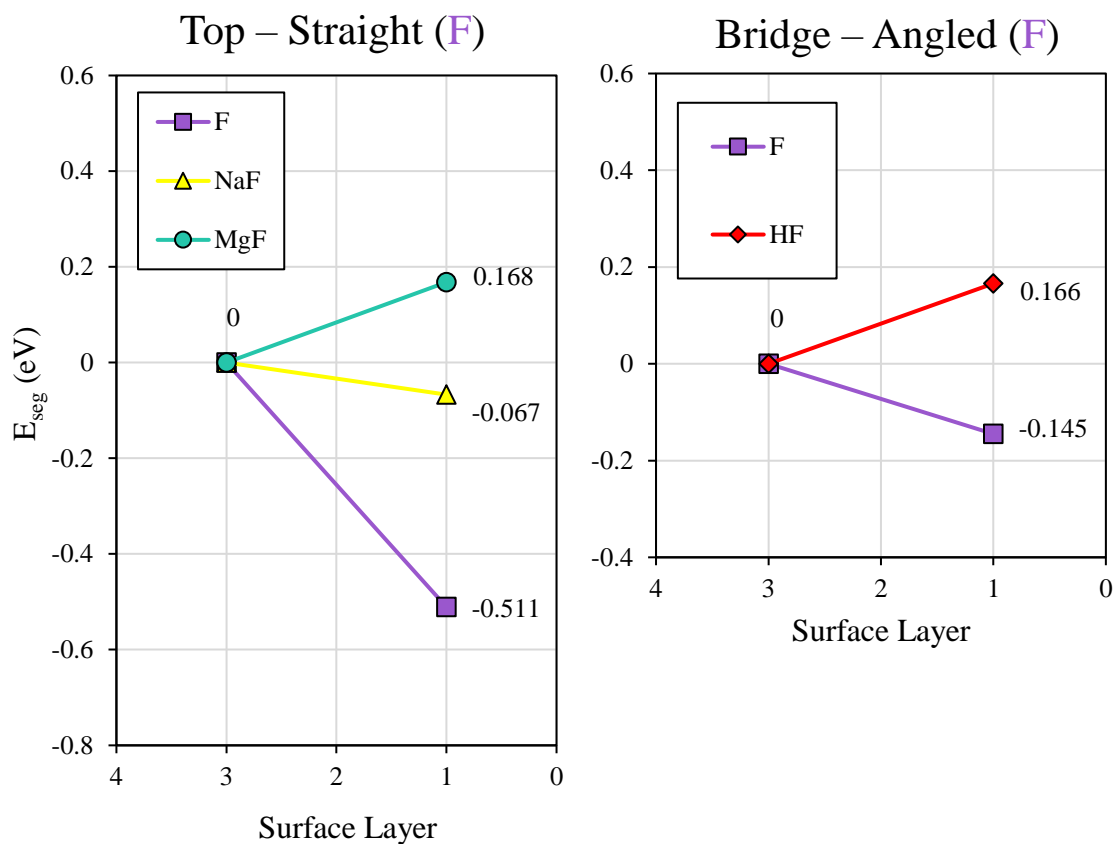 Top – Straight (F)
0.6
0.4
0.2
0
-0.2
-0.4
-0.6
-0.8
E_seg (eV)
F
NaF
MgF
0
0.168
-0.067
-0.511
4 3 2 1 0
Surface Layer
Bridge – Angled (F)
0.6
0.4
0.2
0
-0.2
-0.4
F
HF
0
0.166
-0.145
4 3 2 1 0
Surface Layer